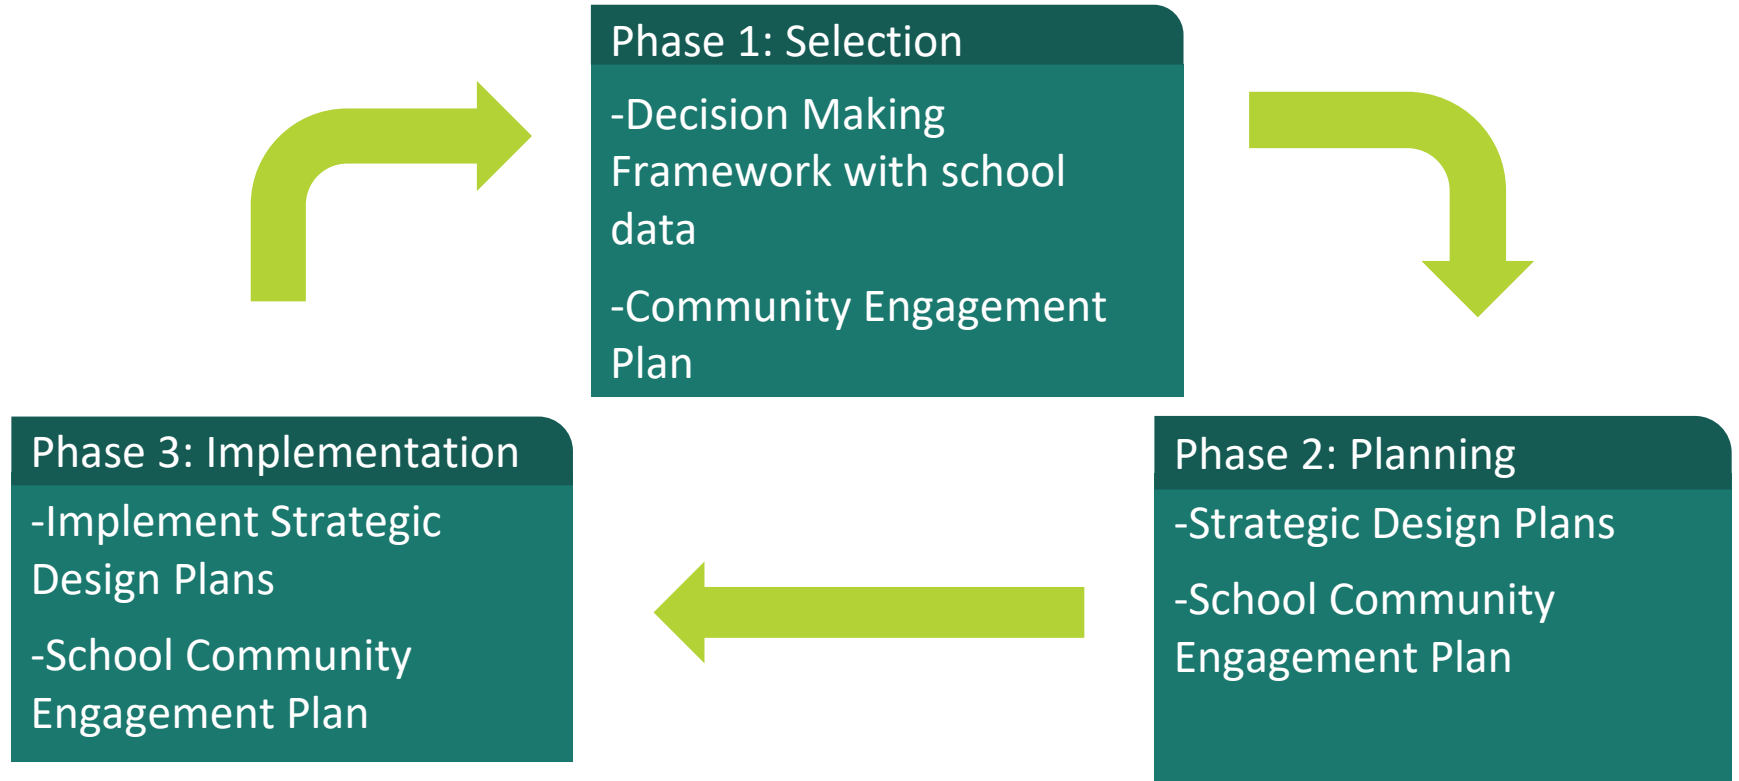 Phase 1: Selection
-Decision Making
Framework with school
data
-Community Engagement
Plan
Phase 2: Planning
-Strategic Design Plans
-School Community
Engagement Plan
Phase 3: Implementation
-Implement Strategic
Design Plans
-School Community
Engagement Plan